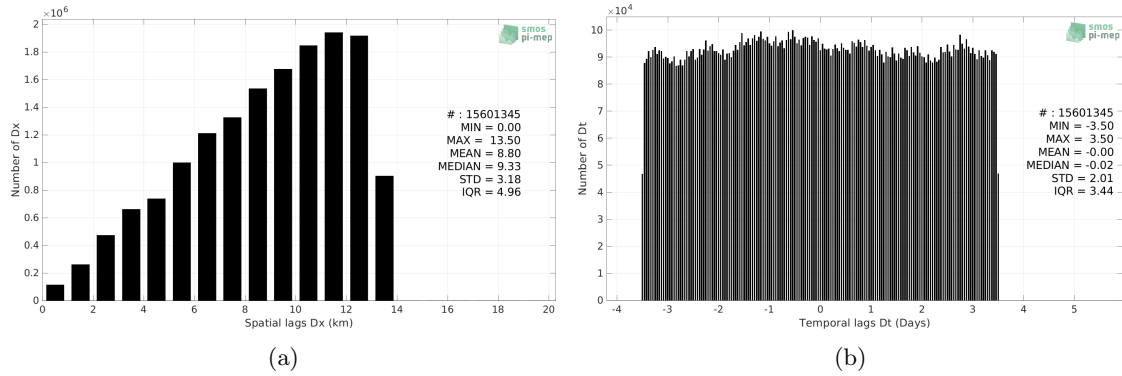 ×10⁶
2
1.8
1.6
1.4
1.2
1
0.8
0.6
0.4
0.2
0
Number of Dx
smos
pi-mep
# : 15601345
MIN = 0.00
MAX = 13.50
MEAN = 8.80
MEDIAN = 9.33
STD = 3.18
IQR = 4.96
0 2 4 6 8 10 12 14 16 18 20
Spatial lags Dx (km)
(a)
×10⁴
10
9
8
7
6
5
4
3
2
1
0
Number of Dt
smos
pi-mep
# : 15601345
MIN = -3.50
MAX = 3.50
MEAN = -0.00
MEDIAN = -0.02
STD = 2.01
IQR = 3.44
-4 -3 -2 -1 0 1 2 3 4 5
Temporal lags Dt (Days)
(b)